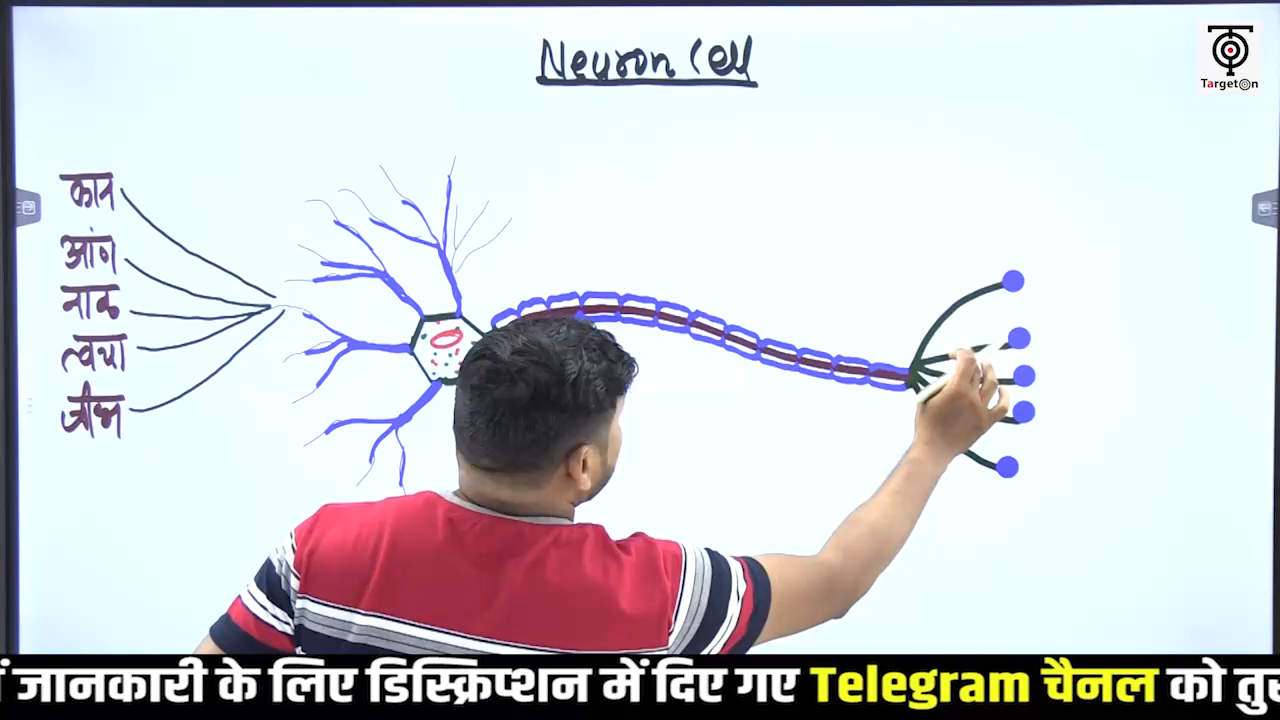 Neuron Cell
TargetOn
कान
आंख
नाक
त्वचा
जीभ
जानकारी के लिए डिस्क्रिप्शन में दिए गए Telegram चैनल को